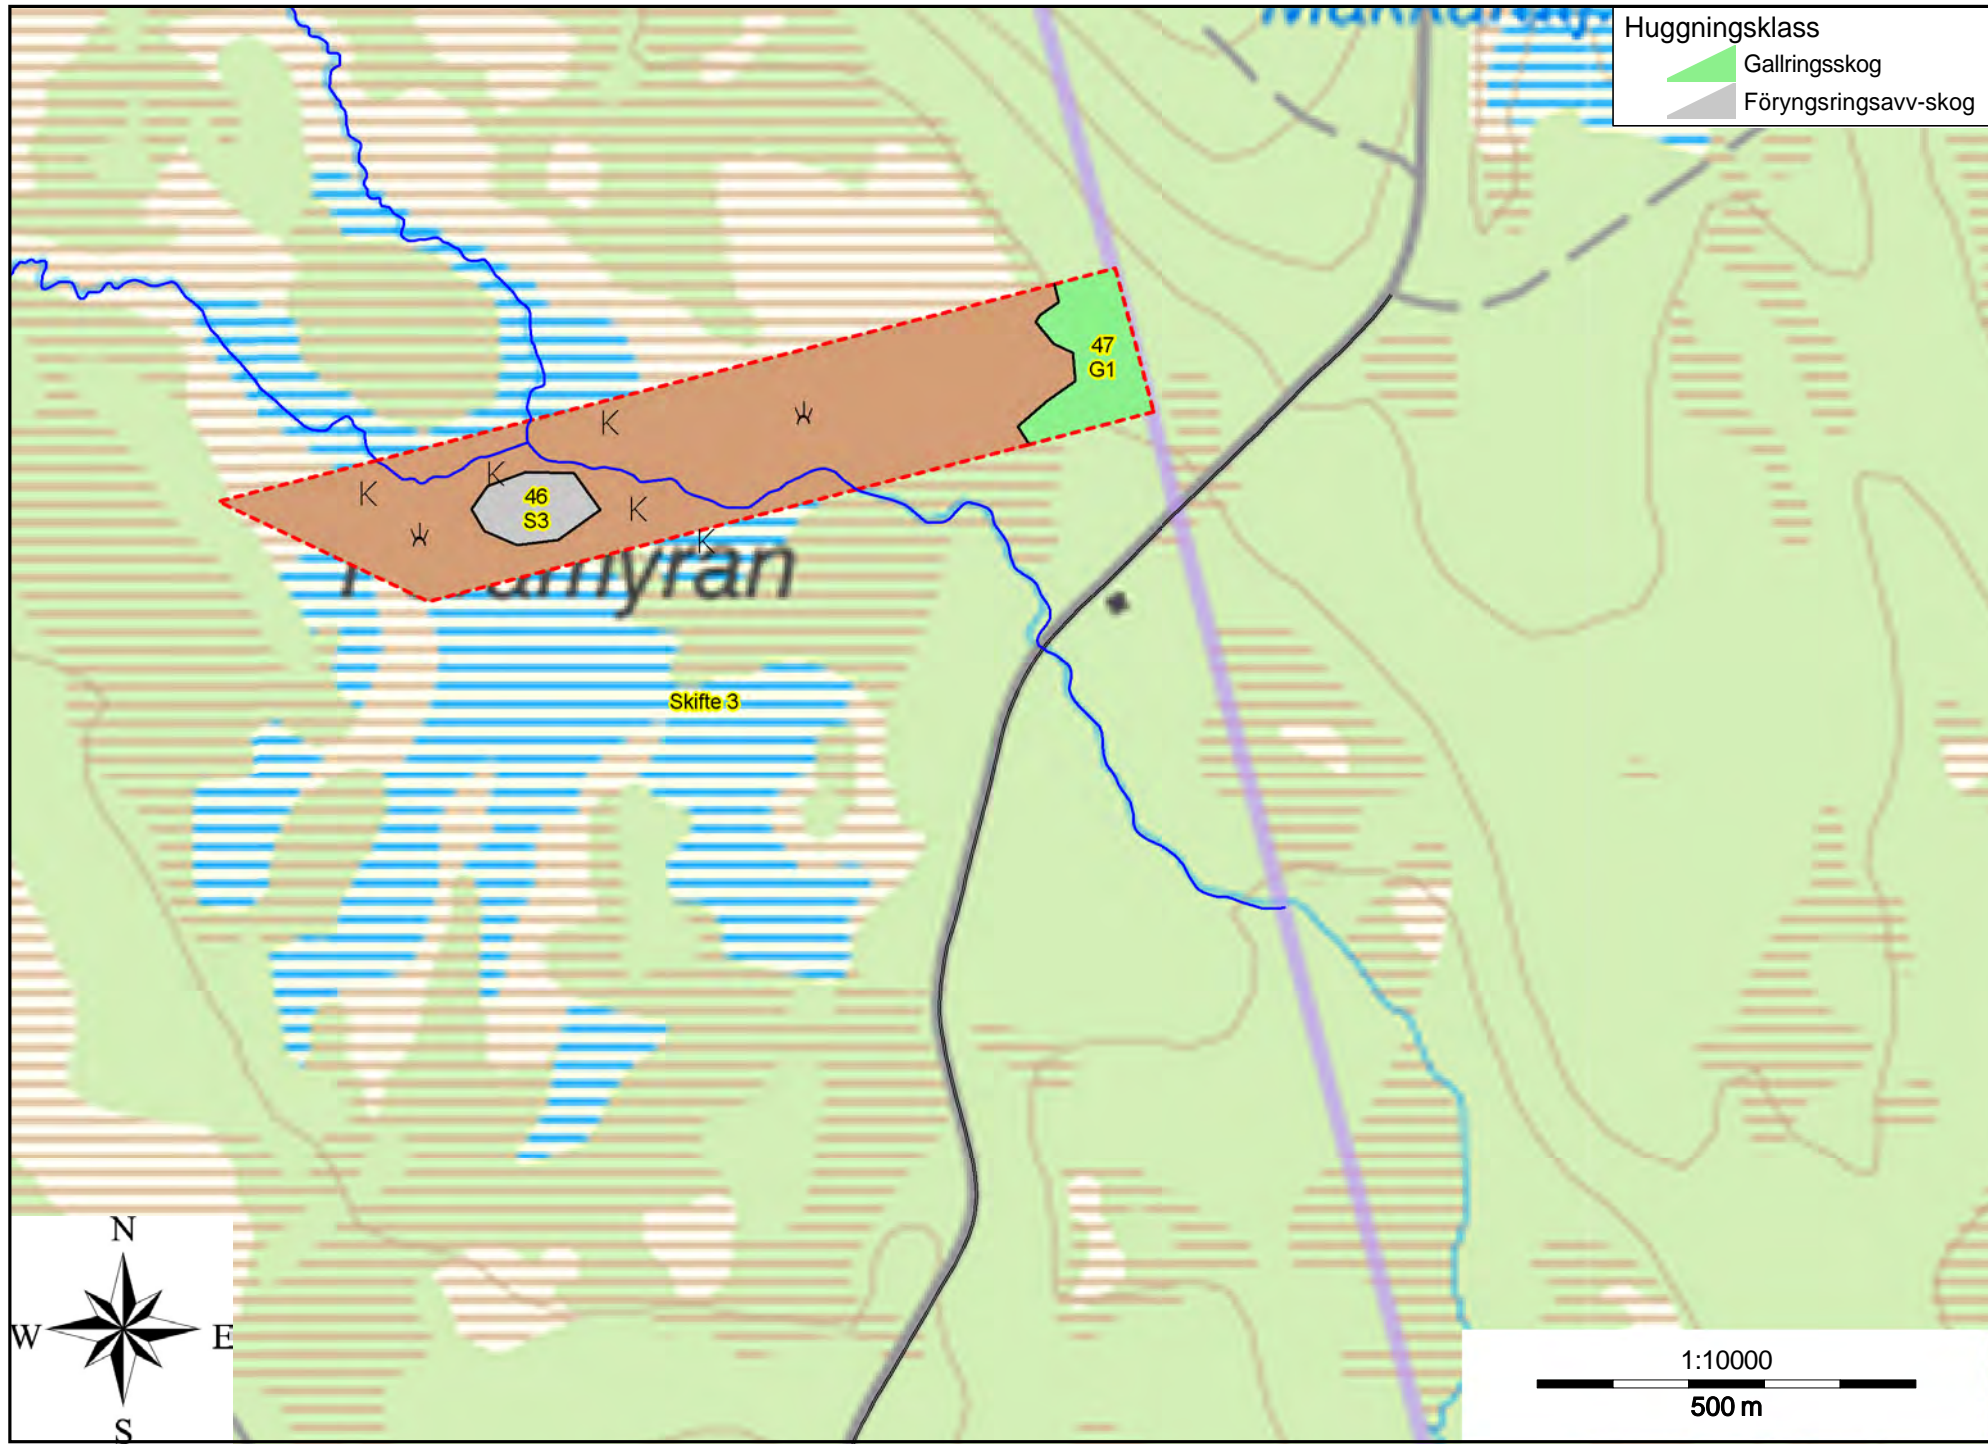 Huggningsklass
Gallringsskog
Föryngsringsavv-skog
47
G1
K
K
K
46
S3
K
K
Skifte 3
N
W E
S
1:10000
500 m